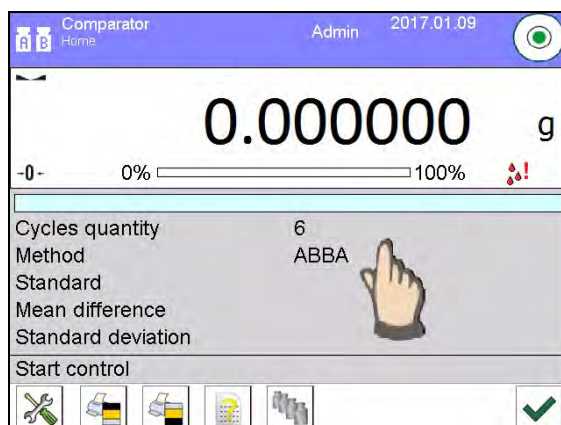 Comparator
Home
Admin
2017.01.09
A B
0.000000 g
-0- 0% 100% !
Cycles quantity 6
Method ABBA
Standard
Mean difference
Standard deviation
Start control
?